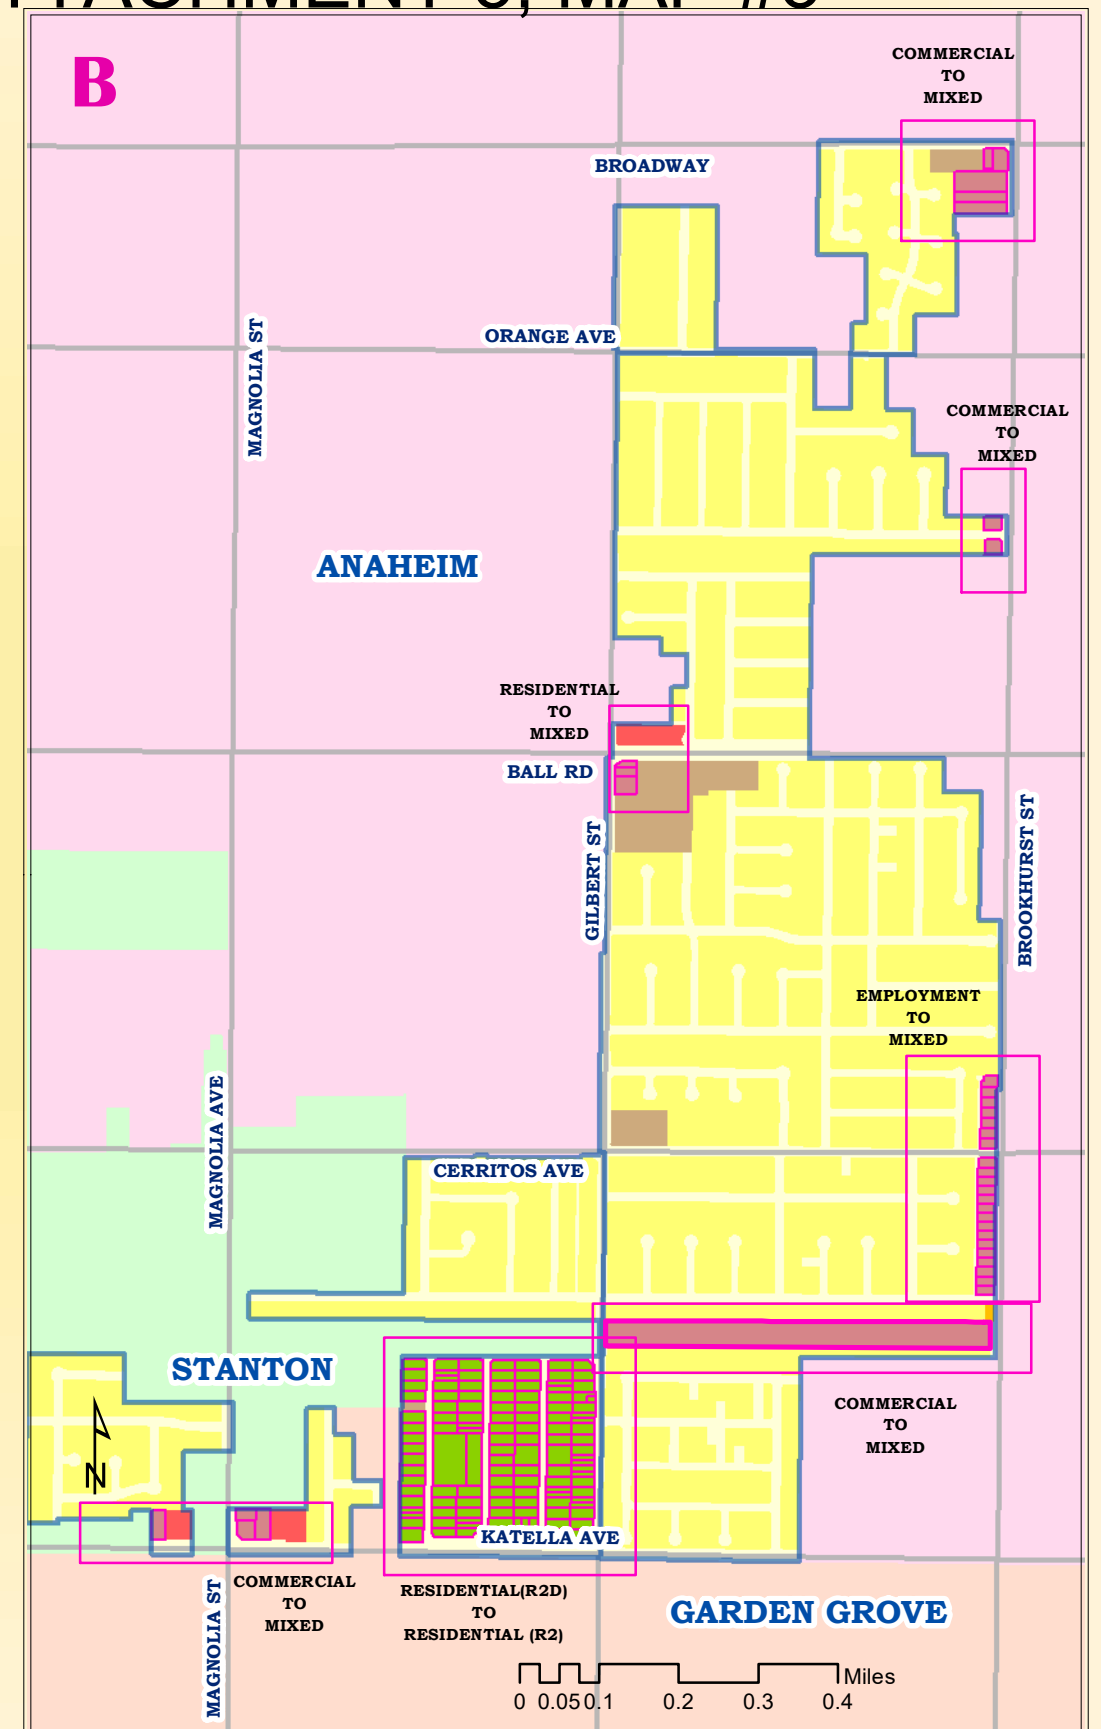 B
COMMERCIAL
TO
MIXED
BROADWAY
ORANGE AVE
MAGNOLIA ST
COMMERCIAL
TO
MIXED
ANAHEIM
RESIDENTIAL
TO
MIXED
BALL RD
GILBERT ST
BROOKHURST ST
EMPLOYMENT
TO
MIXED
MAGNOLIA AVE
CERRITOS AVE
STANTON
COMMERCIAL
TO
MIXED
N
KATELLA AVE
MAGNOLIA ST
COMMERCIAL
TO
MIXED
RESIDENTIAL(R2D)
TO
RESIDENTIAL (R2)
GARDEN GROVE
Miles
0 0.05 0.1 0.2 0.3 0.4